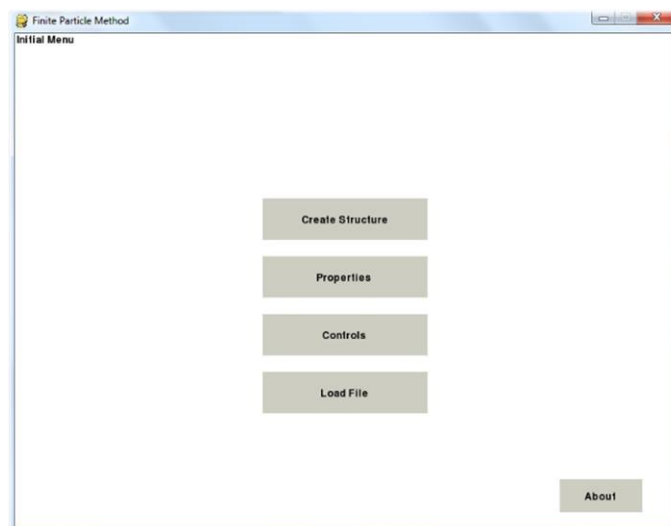 Finite Particle Method
Initial Menu
Create Structure
Properties
Controls
Load File
About